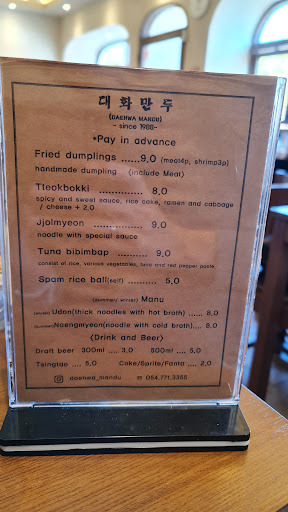 대화만두
(DAEHWA MANDU)
- since 1988-
*Pay in advance
Fried dumplings ......9,0 (meat4p, shrimp3p)
handmade dumpling (include Meat)
Tteokbokki ............... 8,0
spicy and sweet sauce, rice cake, ramen and cabbage
/ cheese + 2.0
Jjolmyeon ............... 9,0
noodle with special sauce
Tuna bibimbap ............ 9,0
consist of rice, various vegetables, tuna and red pepper paste
Spam rice ball(self) .......... 5,0
(summary winter) Manu
(winter) Udon(thick noodles with hot broth)...... 8,0
(Summer) Naengmyeon(noodle with cold broth).... 8,0
<Drink and Beer>
Draft beer 300ml .... 3,0 500ml .... 5,0
Tsingtao .... 5,0 Coke/Sprite/Fanta .... 2,0
daehwa_mandu ☎ 054.771.3355